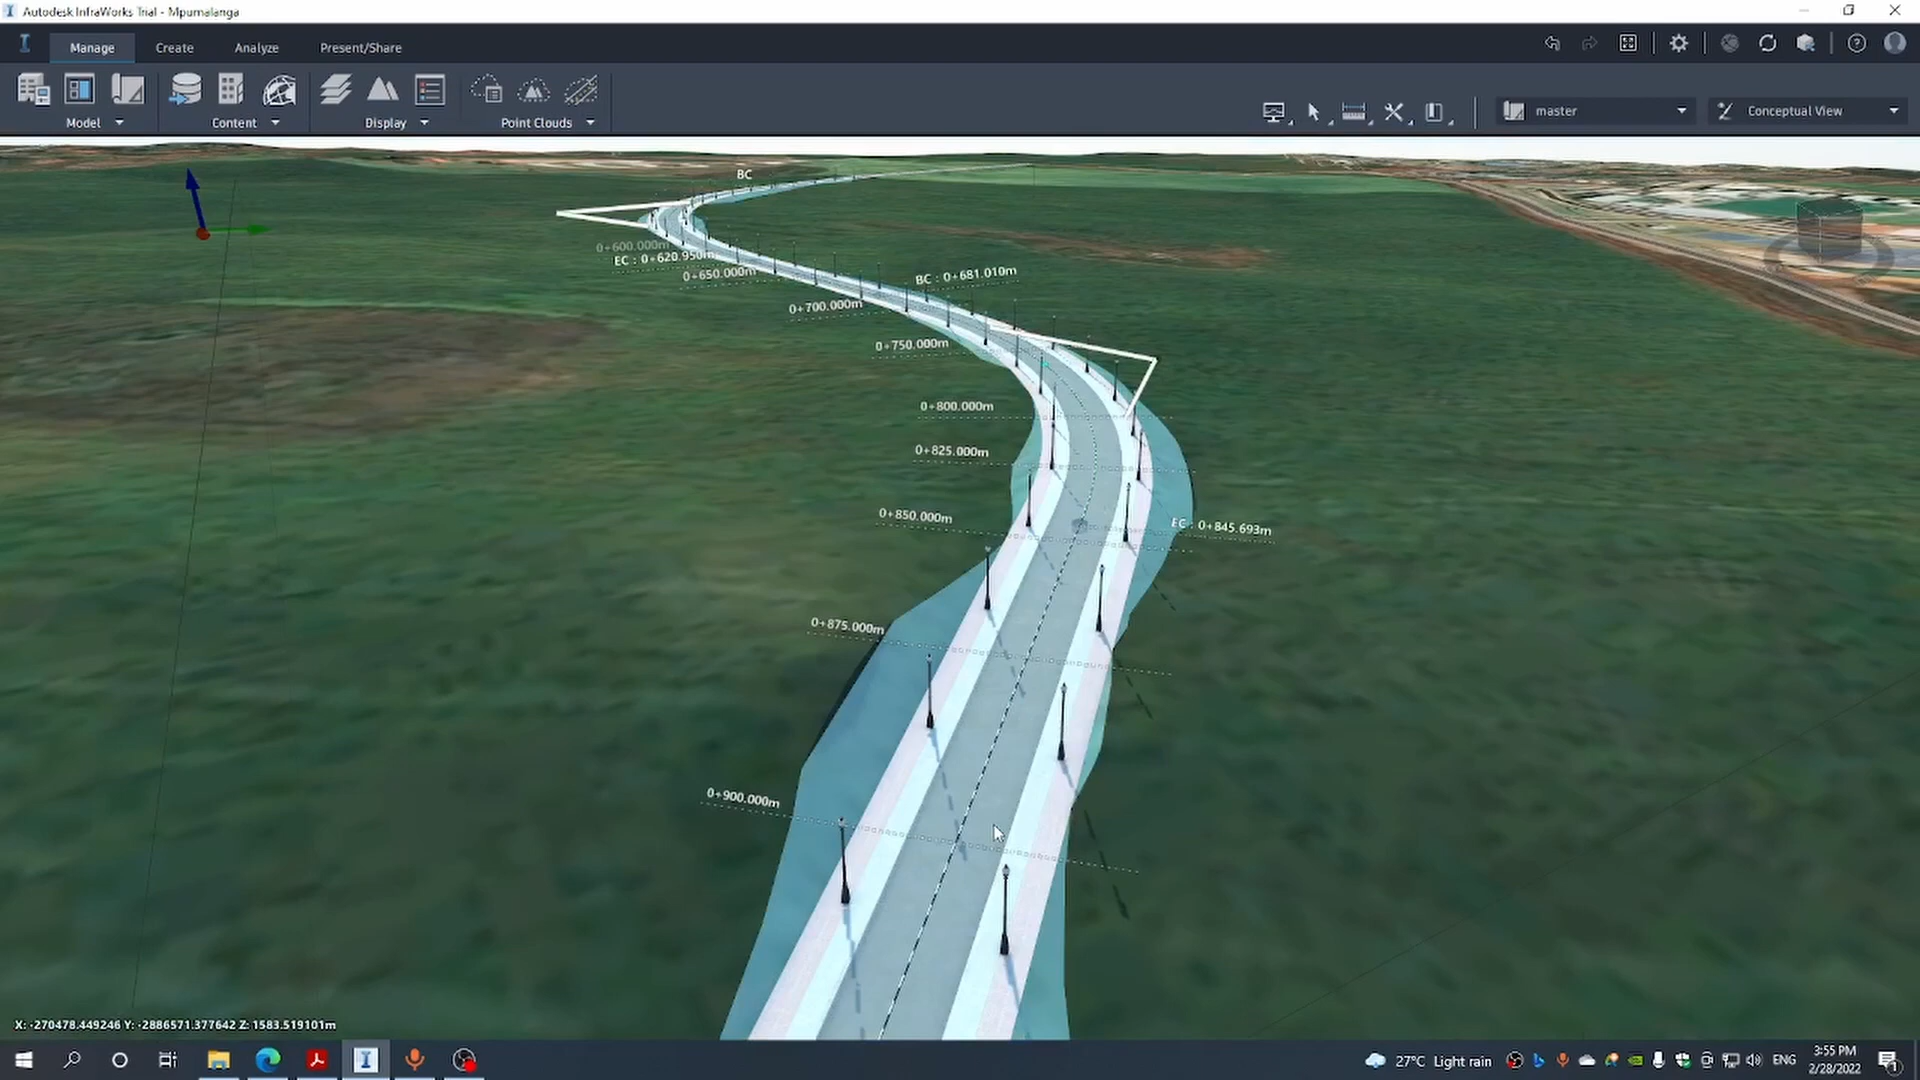 Autodesk InfraWorks Trial - Mpumalanga
Manage
Create
Analyze
Present/Share
Model
Content
Display
Point Clouds
master
Conceptual View
BC
0+600.000m
EC : 0+620.950m
0+650.000m
BC : 0+681.010m
0+700.000m
0+750.000m
0+800.000m
0+825.000m
0+850.000m
EC : 0+845.693m
0+875.000m
0+900.000m
X: -270478.449246 Y: -2886571.377642 Z: 1583.519101m
27°C Light rain
ENG
3:55 PM
2/28/2022
1